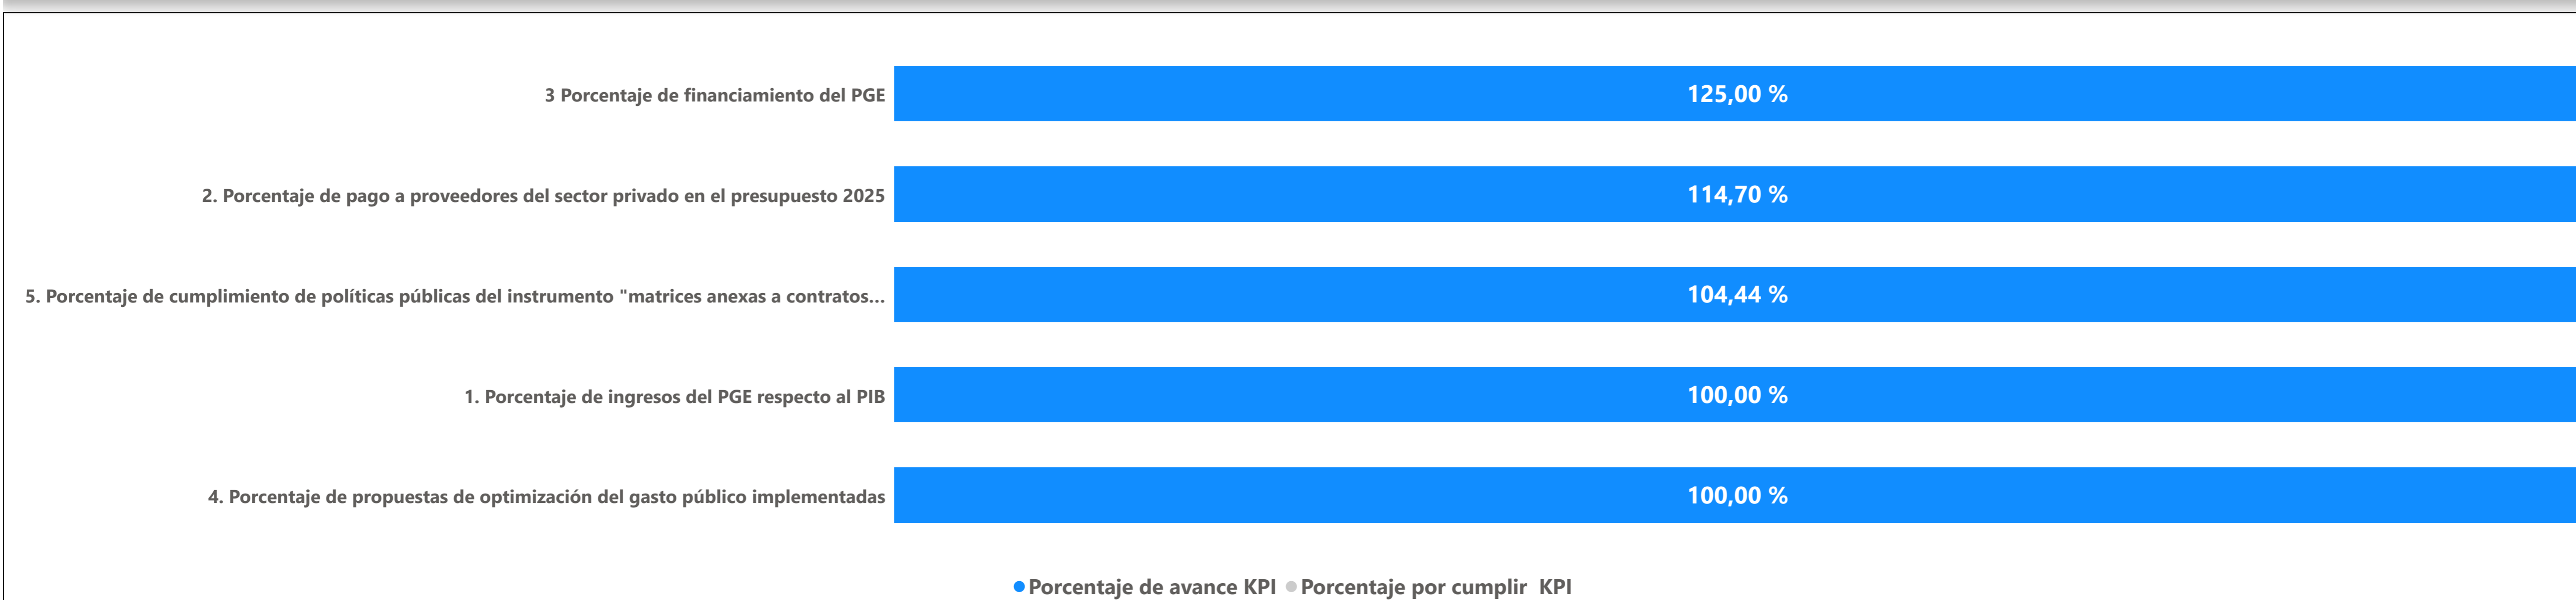 3 Porcentaje de financiamiento del PGE
125,00 %
2. Porcentaje de pago a proveedores del sector privado en el presupuesto 2025
114,70 %
5. Porcentaje de cumplimiento de políticas públicas del instrumento "matrices anexas a contratos...
104,44 %
1. Porcentaje de ingresos del PGE respecto al PIB
100,00 %
4. Porcentaje de propuestas de optimización del gasto público implementadas
100,00 %
Porcentaje de avance KPI Porcentaje por cumplir KPI